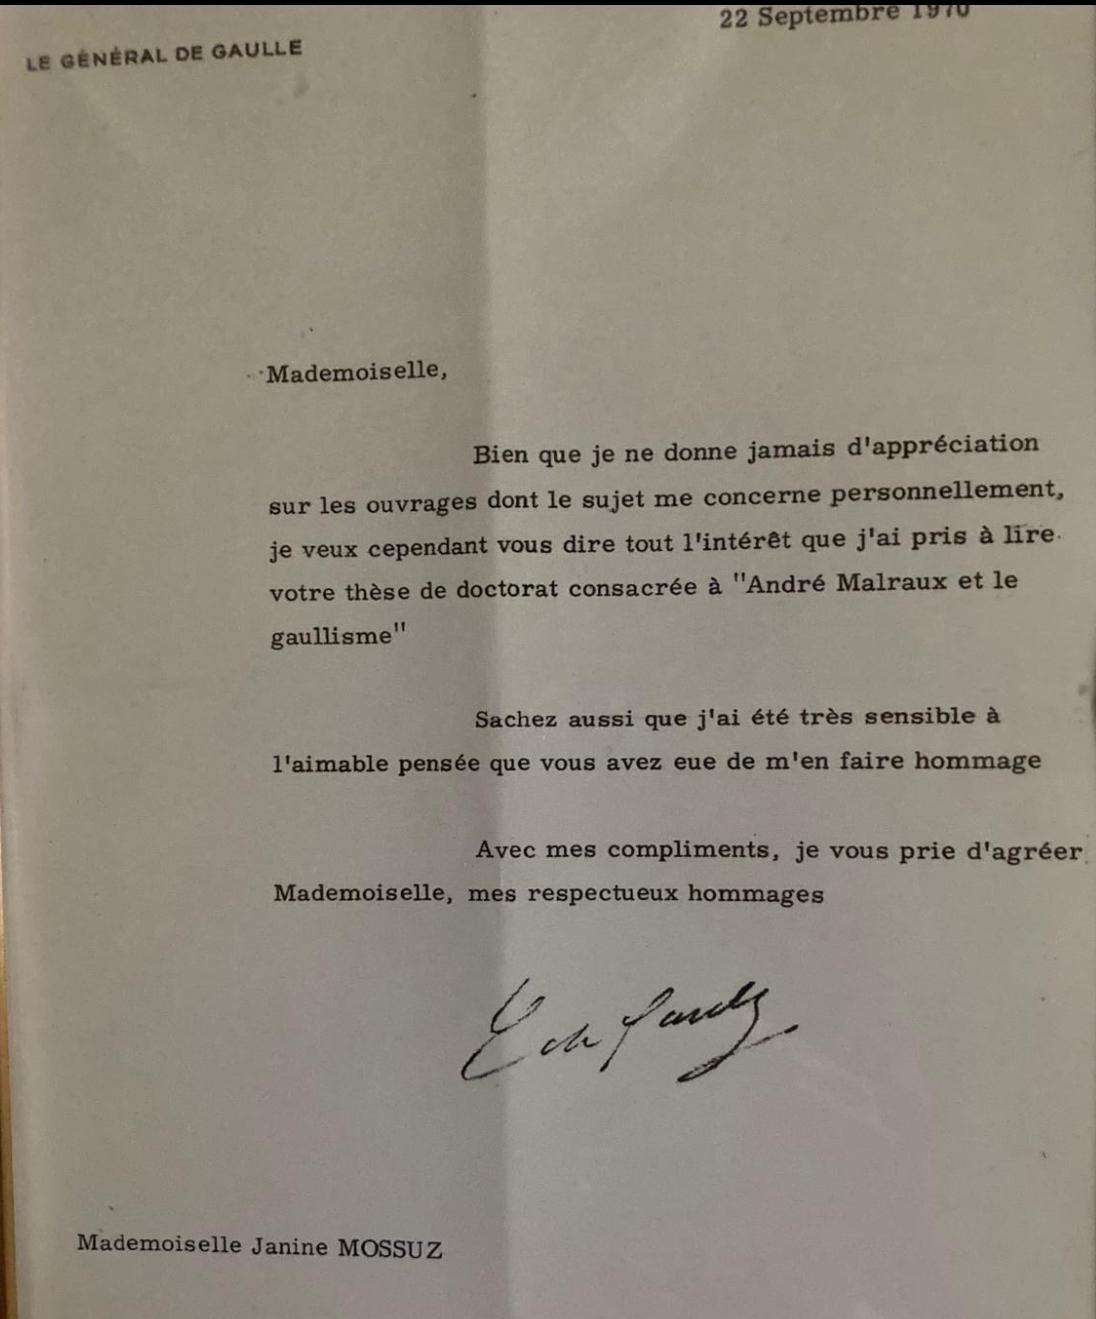 22 Septembre 1970
LE GÉNÉRAL DE GAULLE
Mademoiselle,
Bien que je ne donne jamais d'appréciation
sur les ouvrages dont le sujet me concerne personnellement,
je veux cependant vous dire tout l'intérêt que j'ai pris à lire
votre thèse de doctorat consacrée à "André Malraux et le
gaullisme"
Sachez aussi que j'ai été très sensible à
l'aimable pensée que vous avez eue de m'en faire hommage
Avec mes compliments, je vous prie d'agréer
Mademoiselle, mes respectueux hommages
C. de Gaulle
Mademoiselle Janine MOSSUZ